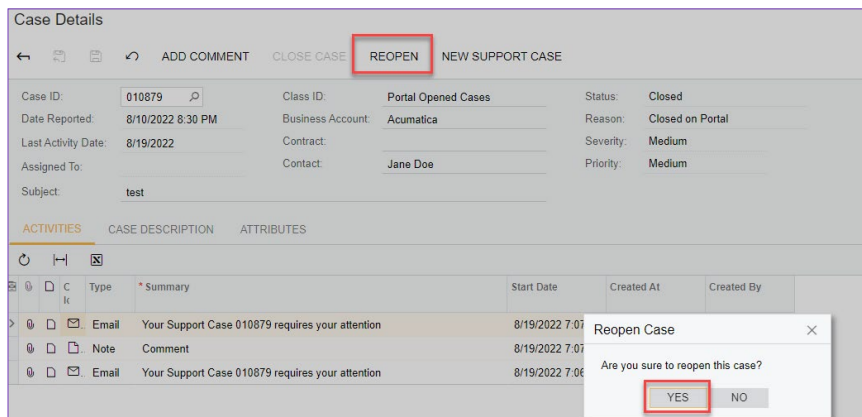 Case Details
ADD COMMENT CLOSE CASE REOPEN NEW SUPPORT CASE
Case ID: 010879 Class ID: Portal Opened Cases Status: Closed
Date Reported: 8/10/2022 8:30 PM Business Account: Acumatica Reason: Closed on Portal
Last Activity Date: 8/19/2022 Contract: Severity: Medium
Assigned To: Contact: Jane Doe Priority: Medium
Subject: test
ACTIVITIES CASE DESCRIPTION ATTRIBUTES
Type * Summary Start Date Created At Created By
Email Your Support Case 010879 requires your attention 8/19/2022 7:07
Note Comment 8/19/2022 7:07
Email Your Support Case 010879 requires your attention 8/19/2022 7:06
Reopen Case
Are you sure to reopen this case?
YES NO